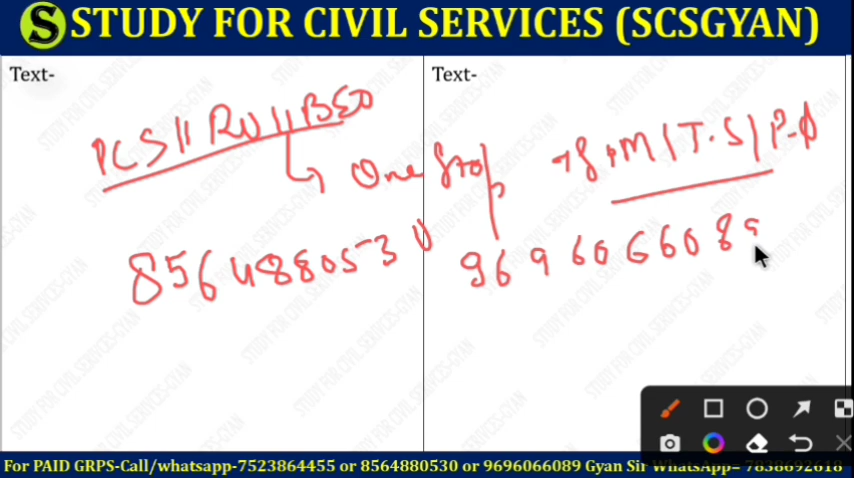 S STUDY FOR CIVIL SERVICES (SCSGYAN)
Text-
PCS || RO || BEO
→ One Stop
8564880530
Text-
M | T.S | P-
9696066089
For PAID GRPS-Call/whatsapp-7523864455 or 8564880530 or 9696066089 Gyan Sir WhatsApp= 7838692618